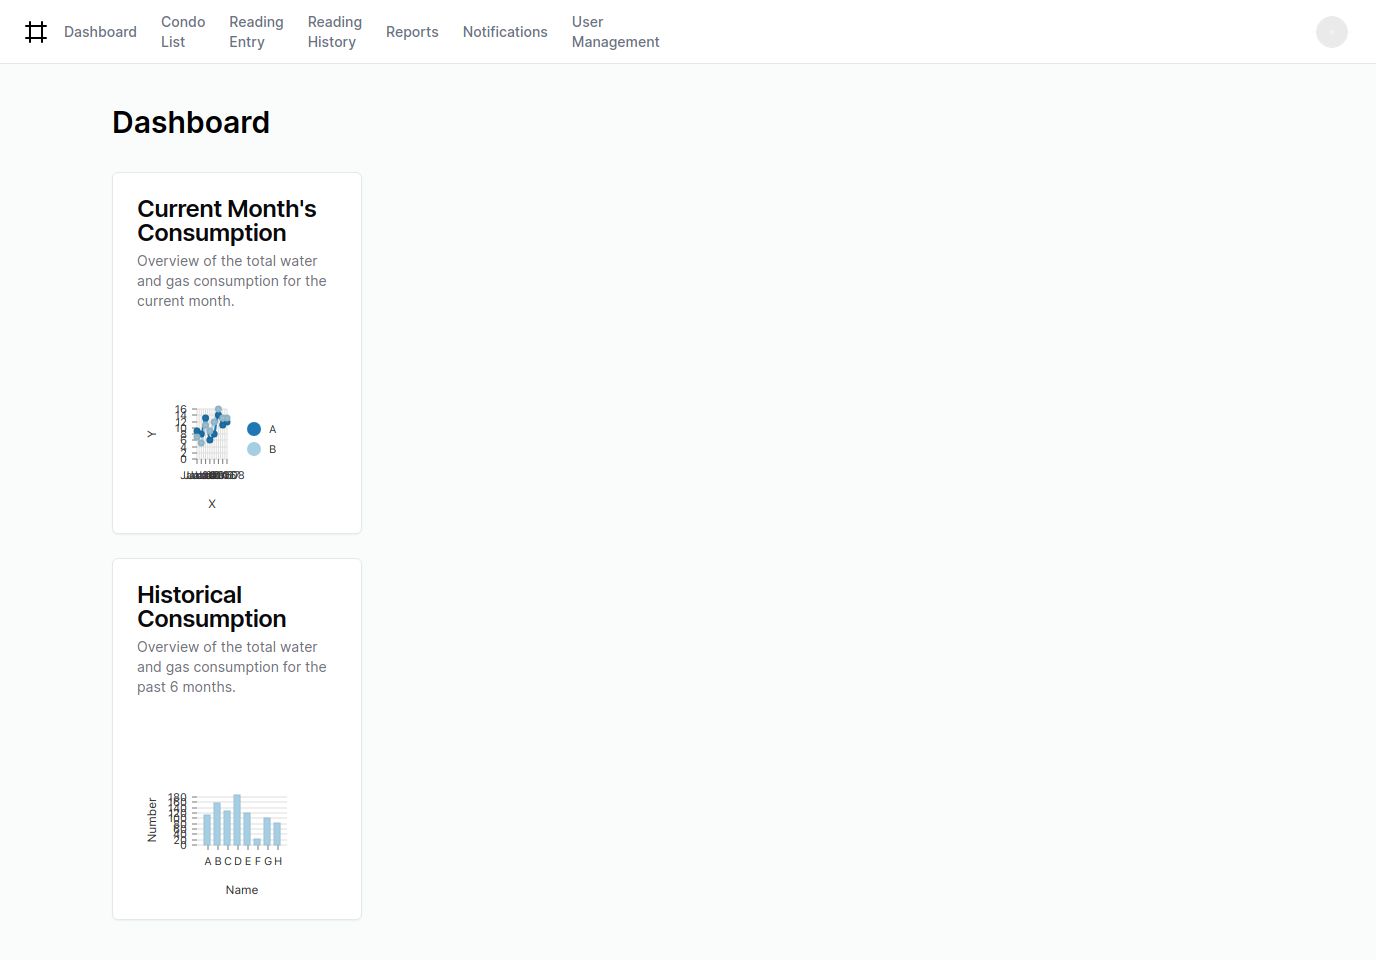 Dashboard
Condo
List
Reading
Entry
Reading
History
Reports
Notifications
User
Management
Dashboard
Current Month's
Consumption
Overview of the total water
and gas consumption for the
current month.
16
14
12
10
8
6
4
2
0
Y
A
B
X
Historical
Consumption
Overview of the total water
and gas consumption for the
past 6 months.
180
160
140
120
100
80
60
40
20
0
Number
A B C D E F G H
Name